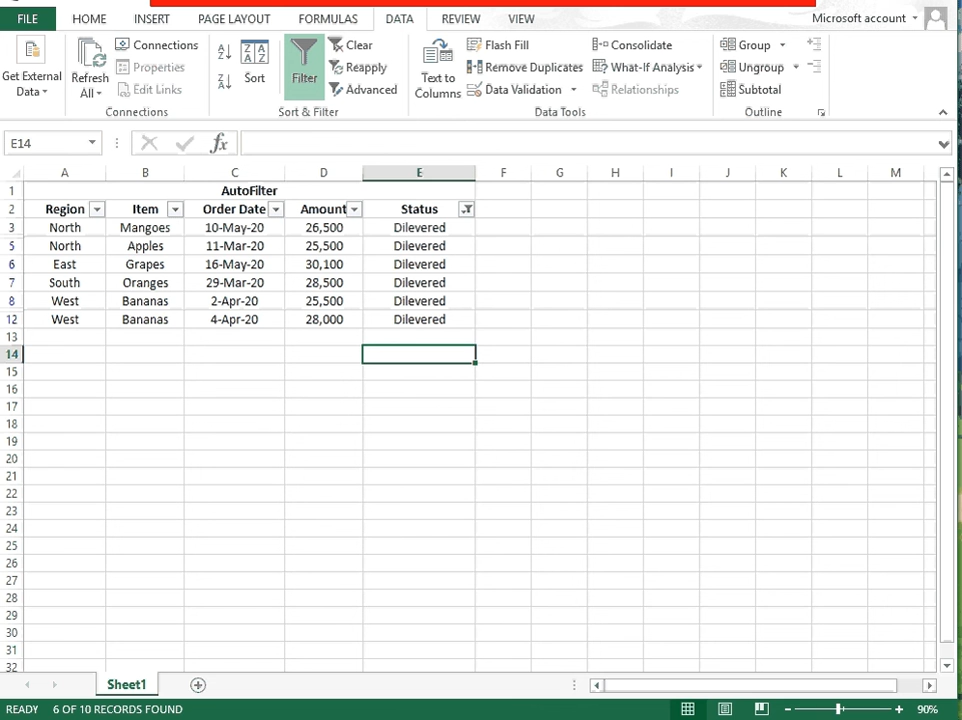 FILE HOME INSERT PAGE LAYOUT FORMULAS DATA REVIEW VIEW Microsoft account
Get External Data
Refresh All
Connections
Properties
Edit Links
Connections
A Z
Z A
Z A A Z
Sort
Filter
Clear
Reapply
Advanced
Sort & Filter
Text to Columns
Flash Fill
Remove Duplicates
Data Validation
Consolidate
What-If Analysis
Relationships
Data Tools
Group
Ungroup
Subtotal
Outline
E14 fx
A B C D E F G H I J K L M
1 AutoFilter
2 Region Item Order Date Amount Status
3 North Mangoes 10-May-20 26,500 Dilevered
5 North Apples 11-Mar-20 25,500 Dilevered
6 East Grapes 16-May-20 30,100 Dilevered
7 South Oranges 29-Mar-20 28,500 Dilevered
8 West Bananas 2-Apr-20 25,500 Dilevered
12 West Bananas 4-Apr-20 28,000 Dilevered
13
14
15
16
17
18
19
20
21
22
23
24
25
26
27
28
29
30
31
32
Sheet1
READY 6 OF 10 RECORDS FOUND 90%